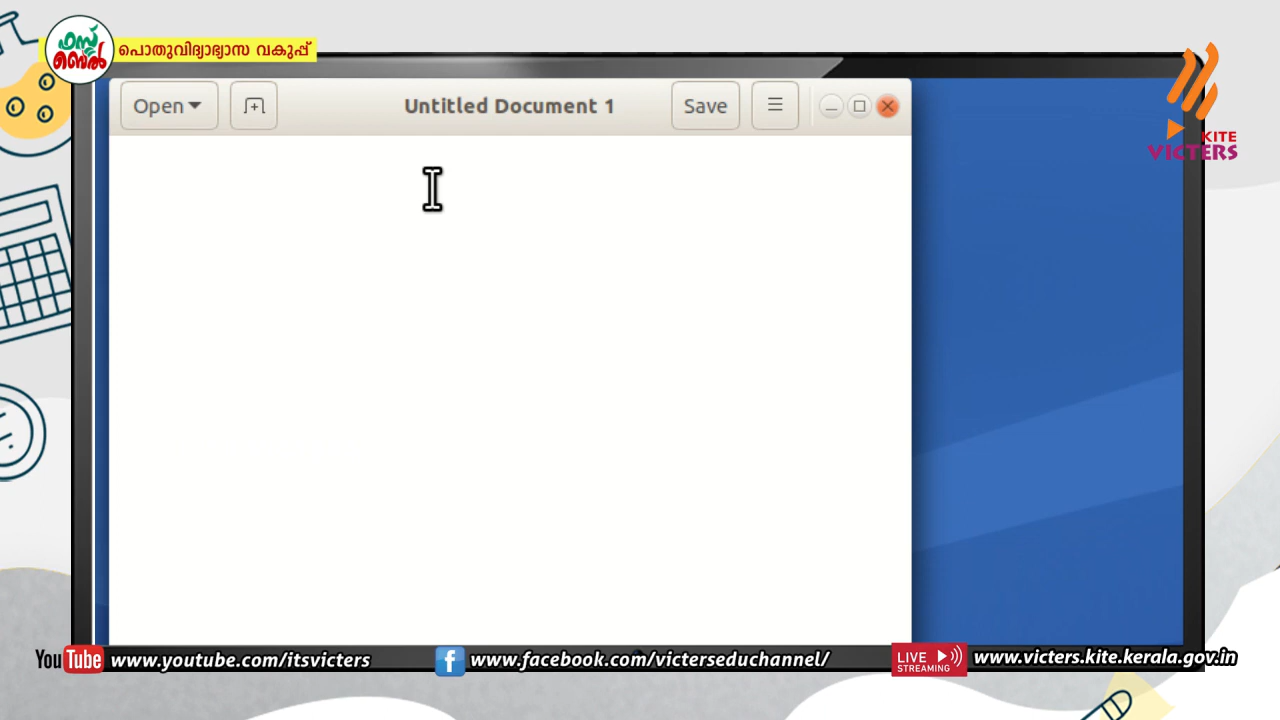 ഫസ്റ്റ്
ബെൽ
പൊതുവിദ്യാഭ്യാസ വകുപ്പ്
Open
Untitled Document 1
Save
KITE
VICTERS
YouTube www.youtube.com/itsvicters
f www.facebook.com/victerseduchannel/
LIVE
STREAMING
www.victers.kite.kerala.gov.in